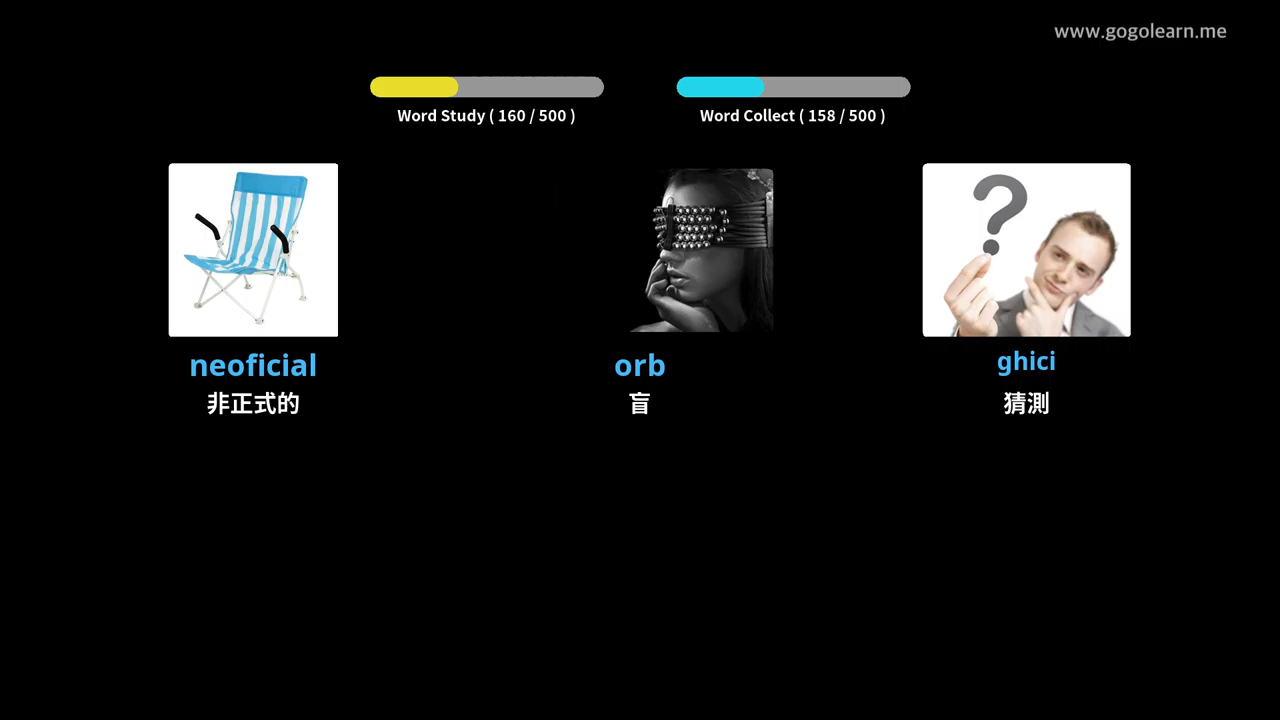 www.gogolearn.me
Word Study ( 160 / 500 )
Word Collect ( 158 / 500 )
neoficial
非正式的
orb
盲
ghici
猜測